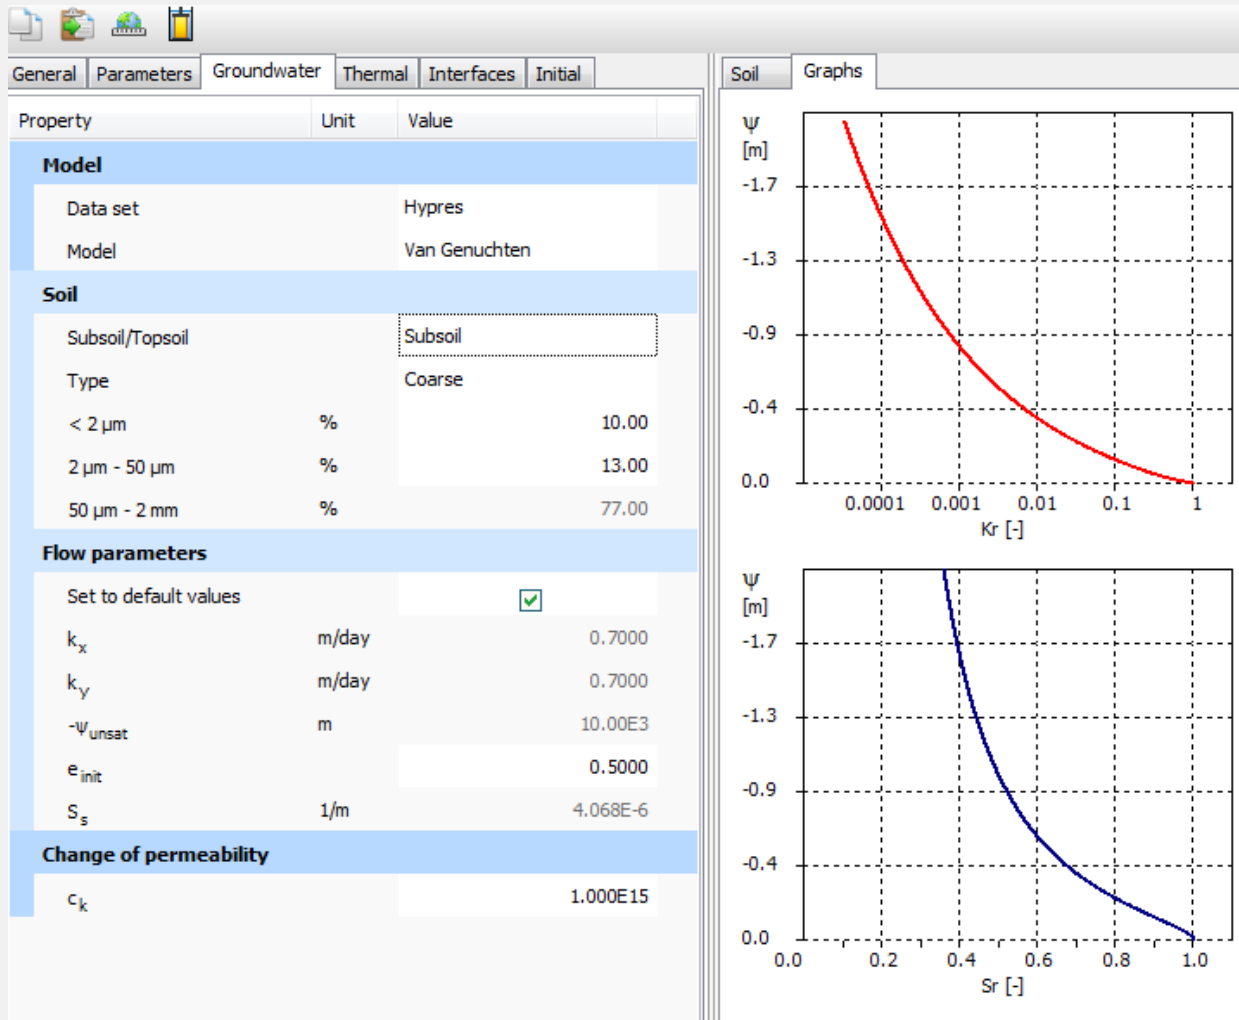 General Parameters Groundwater Thermal Interfaces Initial
Property Unit Value
Model
Data set Hypres
Model Van Genuchten
Soil
Subsoil/Topsoil Subsoil
Type Coarse
< 2 µm % 10.00
2 µm - 50 µm % 13.00
50 µm - 2 mm % 77.00
Flow parameters
Set to default values
kx m/day 0.7000
ky m/day 0.7000
-Ψunsat m 10.00E3
einit 0.5000
Ss 1/m 4.068E-6
Change of permeability
ck 1.000E15
Soil Graphs
Ψ
[m]
-1.7
-1.3
-0.9
-0.4
0.0
0.0001 0.001 0.01 0.1 1
Kr [-]
Ψ
[m]
-1.7
-1.3
-0.9
-0.4
0.0
0.0 0.2 0.4 0.6 0.8 1.0
Sr [-]